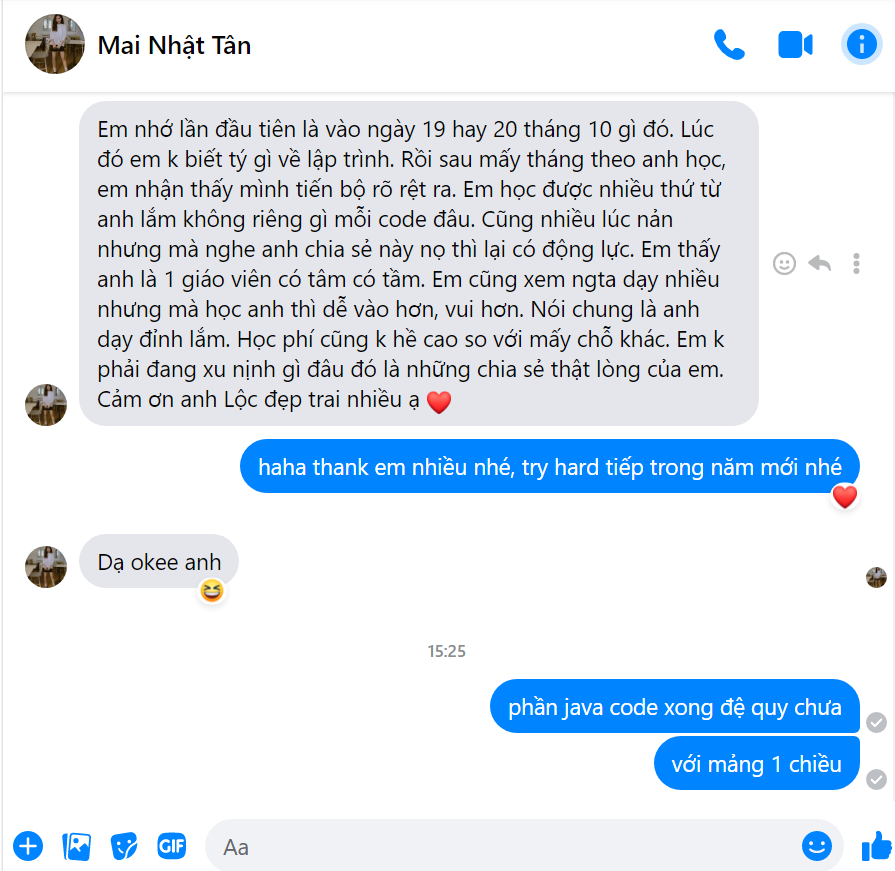 Mai Nhật Tân
Em nhớ lần đầu tiên là vào ngày 19 hay 20 tháng 10 gì đó. Lúc
đó em k biết tý gì về lập trình. Rồi sau mấy tháng theo anh học,
em nhận thấy mình tiến bộ rõ rệt ra. Em học được nhiều thứ từ
anh lắm không riêng gì mỗi code đâu. Cũng nhiều lúc nản
nhưng mà nghe anh chia sẻ này nọ thì lại có động lực. Em thấy
anh là 1 giáo viên có tâm có tầm. Em cũng xem ngta dạy nhiều
nhưng mà học anh thì dễ vào hơn, vui hơn. Nói chung là anh
dạy đỉnh lắm. Học phí cũng k hề cao so với mấy chỗ khác. Em k
phải đang xu nịnh gì đâu đó là những chia sẻ thật lòng của em.
Cảm ơn anh Lộc đẹp trai nhiều ạ ❤️
haha thank em nhiều nhé, try hard tiếp trong năm mới nhé
Dạ okee anh
15:25
phần java code xong đệ quy chưa
với mảng 1 chiều
GIF
Aa